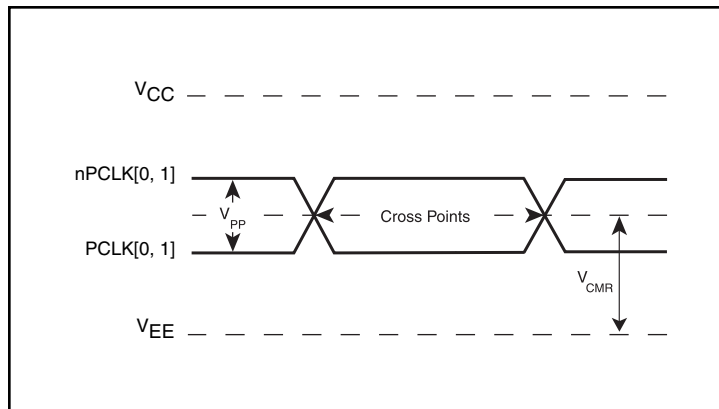 VCC
nPCLK[0, 1]
VPP
Cross Points
PCLK[0, 1]
VCMR
VEE